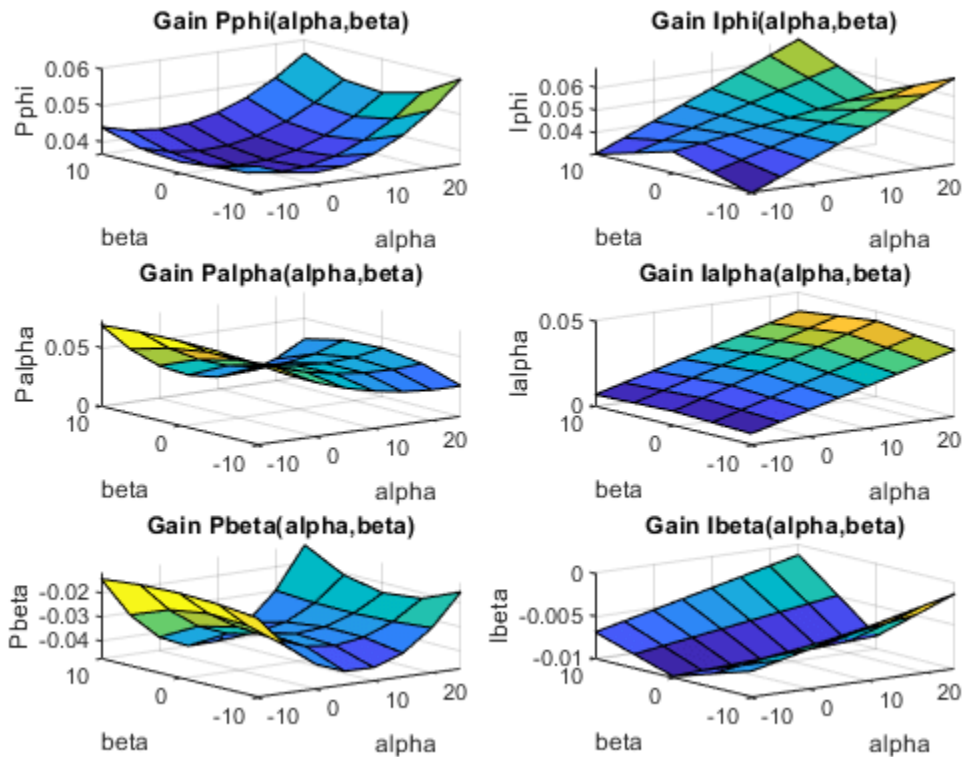 Gain Pphi(alpha,beta)
0.06
0.05
0.04
Pphi
10
0
-10
beta
-10
0
10
20
alpha
Gain Iphi(alpha,beta)
0.06
0.05
0.04
Iphi
10
0
-10
beta
-10
0
10
20
alpha
Gain Palpha(alpha,beta)
0.05
0
Palpha
10
0
-10
beta
-10
0
10
20
alpha
Gain Ialpha(alpha,beta)
0.05
0
Ialpha
10
0
-10
beta
-10
0
10
20
alpha
Gain Pbeta(alpha,beta)
-0.02
-0.03
-0.04
Pbeta
10
0
-10
beta
-10
0
10
20
alpha
Gain Ibeta(alpha,beta)
0
-0.005
-0.01
Ibeta
10
0
-10
beta
-10
0
10
20
alpha